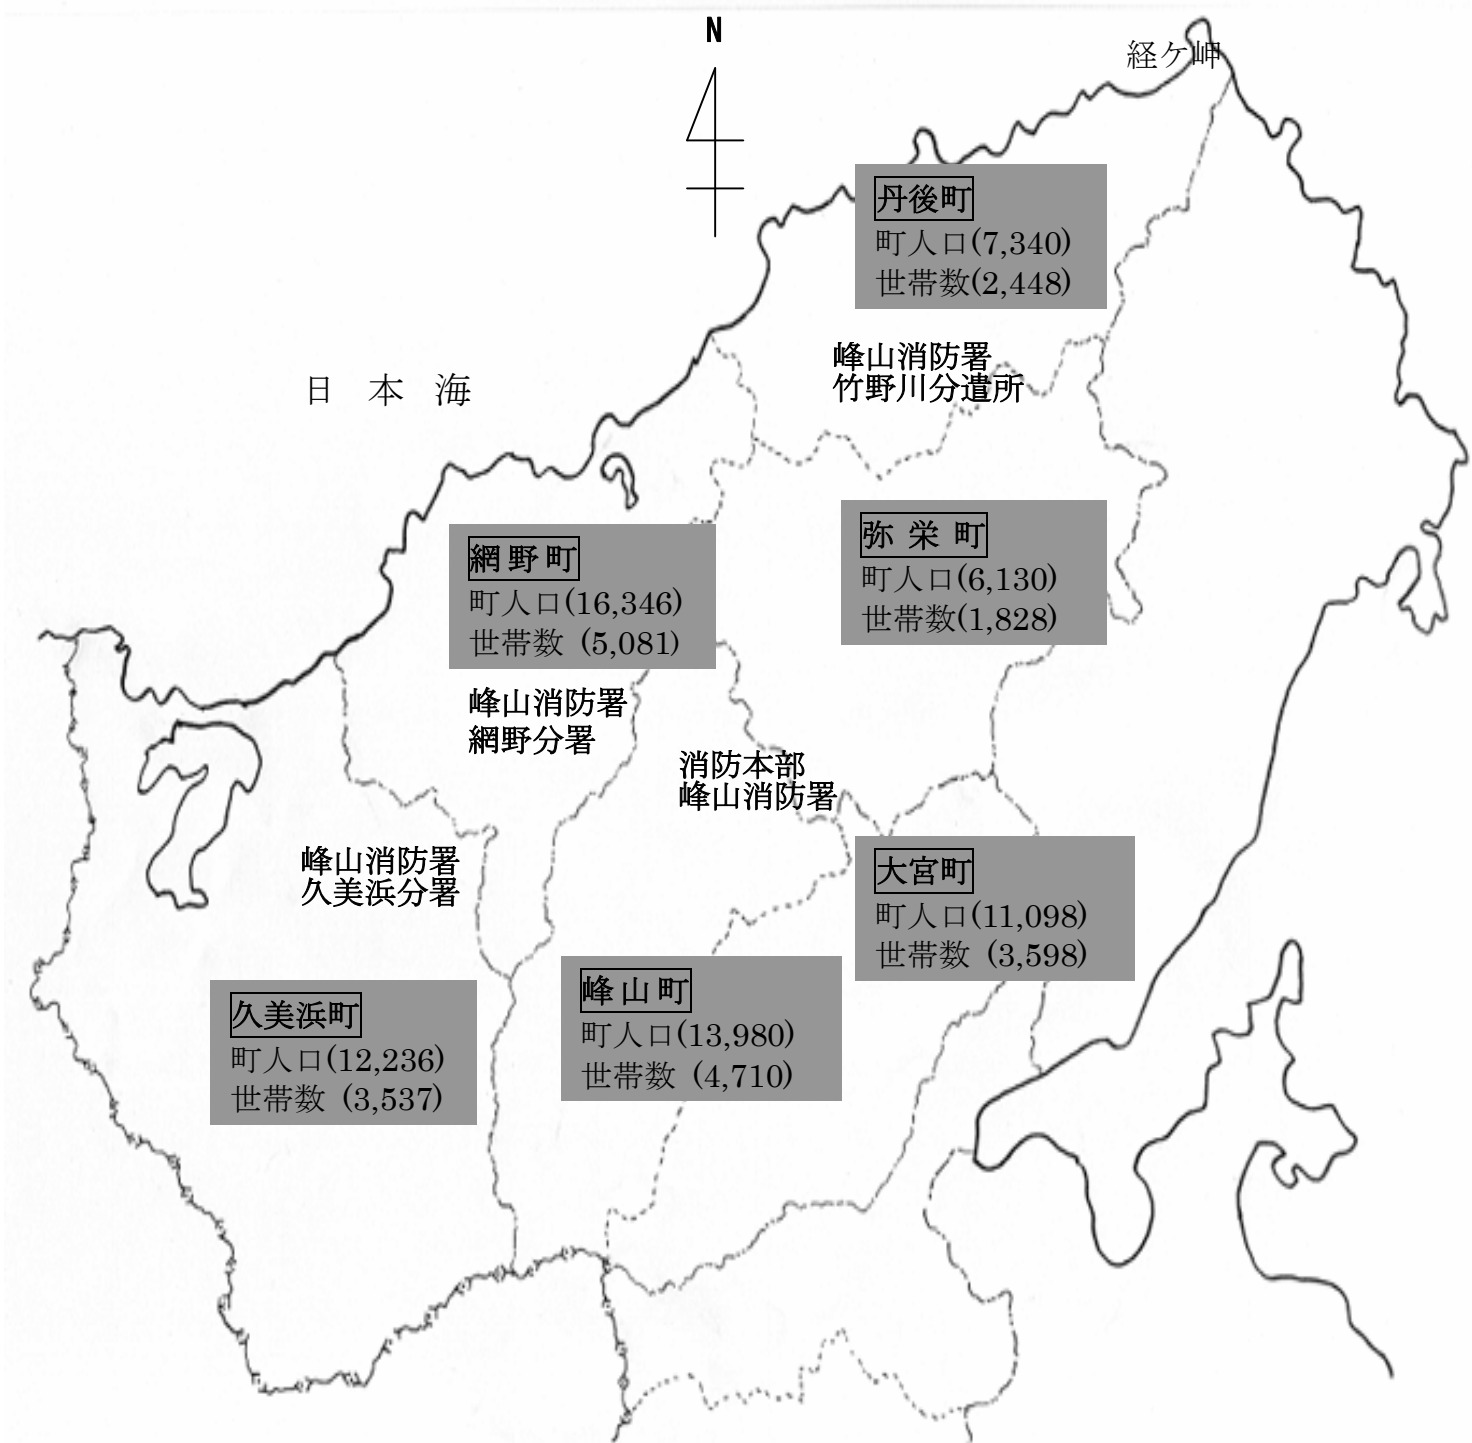 N
経ケ岬
丹後町
町人口(7,340)
世帯数(2,448)
峰山消防署
竹野川分遣所
日 本 海
弥 栄 町
町人口(6,130)
世帯数(1,828)
網 野 町
町人口(16,346)
世帯数 (5,081)
峰山消防署
網野分署
消防本部
峰山消防署
大宮町
町人口(11,098)
世帯数 (3,598)
峰山消防署
久美浜分署
峰 山 町
町人口(13,980)
世帯数 (4,710)
久美浜町
町人口(12,236)
世帯数 (3,537)